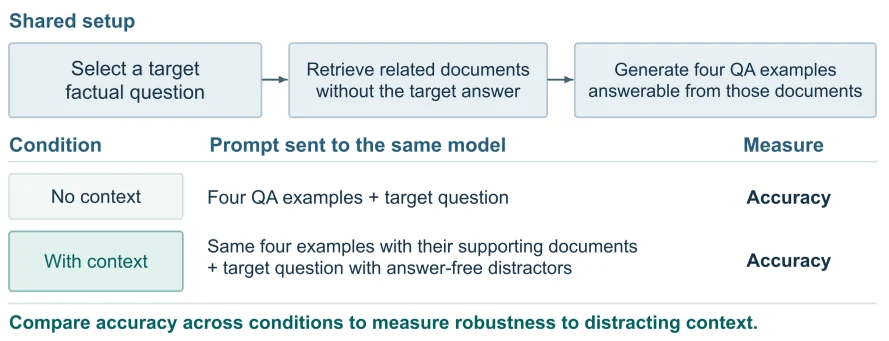 Shared setup
Select a target
factual question
Retrieve related documents
without the target answer
Generate four QA examples
answerable from those documents
Condition
Prompt sent to the same model
Measure
No context
Four QA examples + target question
Accuracy
With context
Same four examples with their supporting documents
+ target question with answer-free distractors
Accuracy
Compare accuracy across conditions to measure robustness to distracting context.